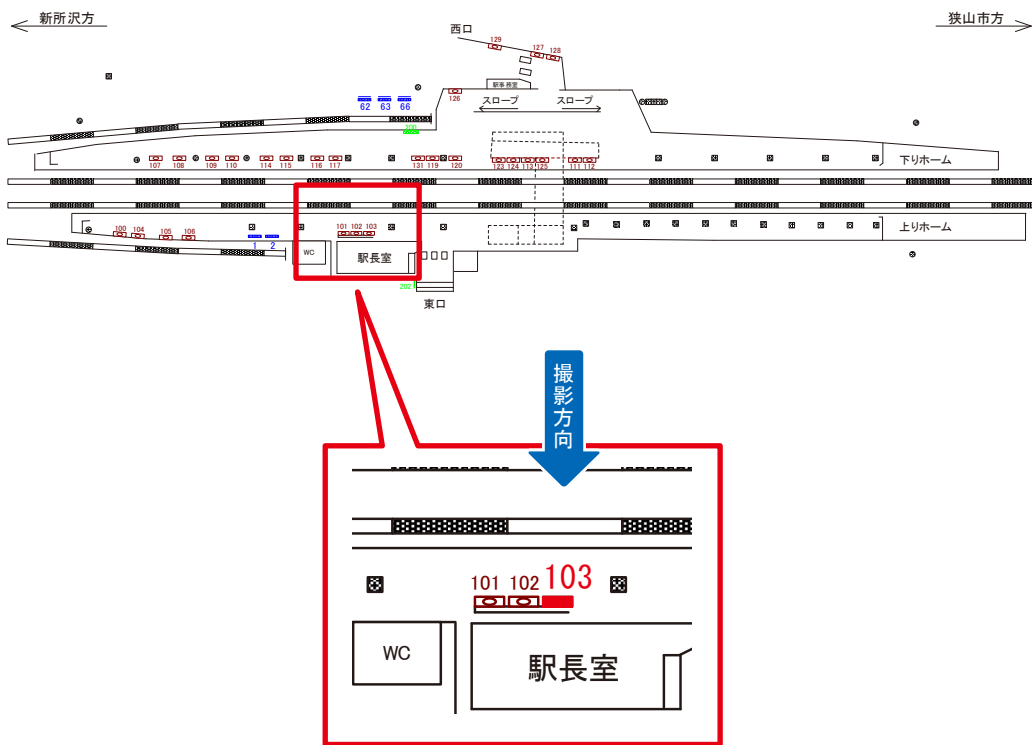 新所沢方
狭山市方
西口
129
127
128
駅事務室
126
スロープ
スロープ
62
63
66
200
107
108
109
110
114
115
116
117
131
119
120
123
124
113
125
111
112
下りホーム
100
104
105
106
1
2
101
102
103
上りホーム
WC
駅長室
202
東口
撮影方向
101
102
103
WC
駅長室